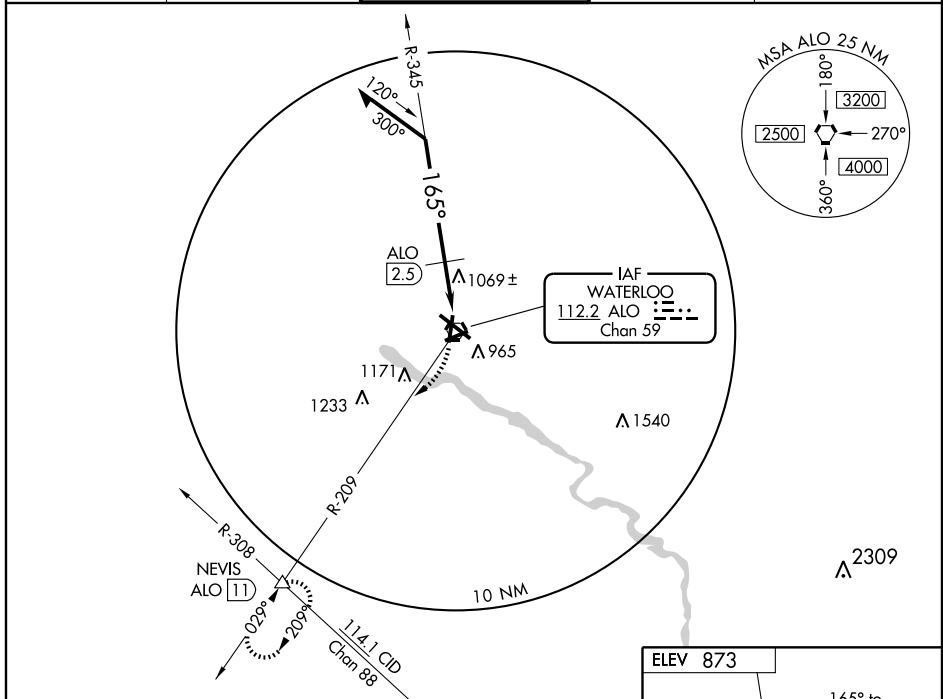 MSA ALO 25 NM
180°
3200
2500
270°
4000
360°
R-345
120°
300°
165°
ALO
2.5
1069±
IAF
WATERLOO
112.2 ALO
Chan 59
965
1171
1233
1540
R-209
R-308
NEVIS
ALO 11
029°
209°
114.1 CID
Chan 88
10 NM
2309
ELEV 873
165° to